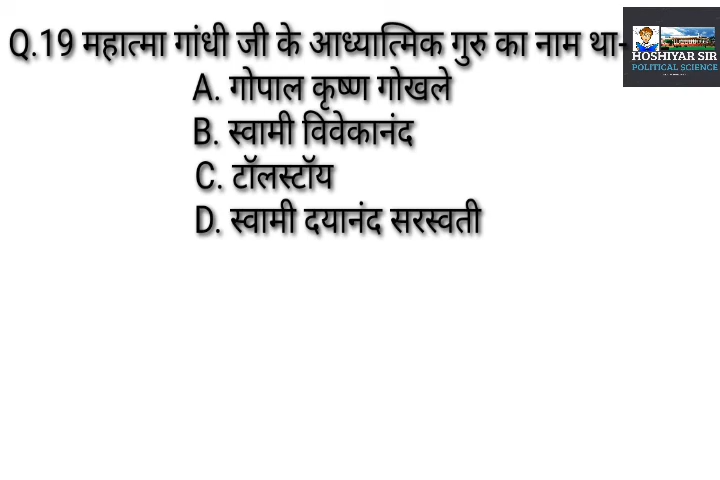 Q.19 महात्मा गांधी जी के आध्यात्मिक गुरु का नाम था-
A. गोपाल कृष्ण गोखले
B. स्वामी विवेकानंद
C. टॉलस्टॉय
D. स्वामी दयानंद सरस्वती
HOSHIYAR SIR
POLITICAL SCIENCE